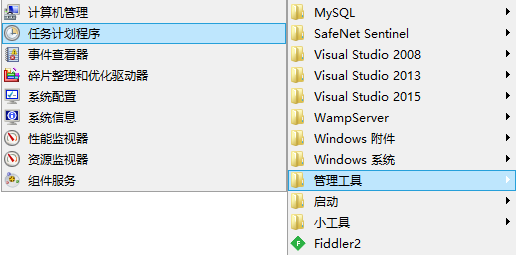 计算机管理
任务计划程序
事件查看器
碎片整理和优化驱动器
系统配置
系统信息
性能监视器
资源监视器
组件服务
MySQL
SafeNet Sentinel
Visual Studio 2008
Visual Studio 2013
Visual Studio 2015
WampServer
Windows 附件
Windows 系统
管理工具
启动
小工具
Fiddler2